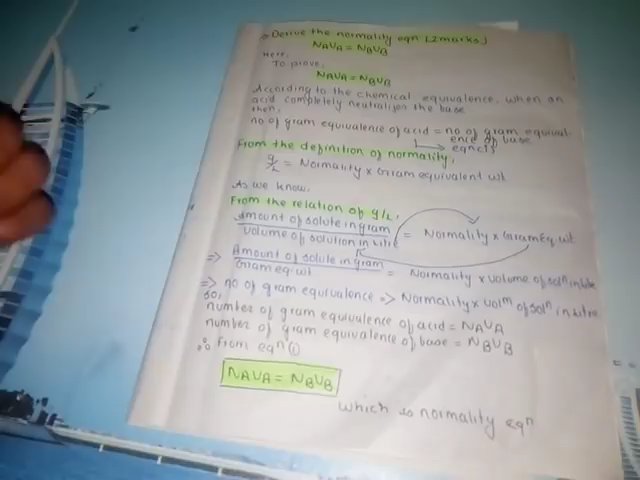 Derive the normality eqn (2marks)
NAVA = NBVB
Here,
To prove,
NAVA = NBVB
According to the chemical equivalence, when an
acid completely neutralizes the base
then,
no of gram equivalence of acid = no of gram equival-
ence of base
→ eqn (1)
From the definition of normality,
g/L = Normality x Gram equivalent wt
As we know,
From the relation of g/L,
Amount of solute in gram
Volume of solution in litre = Normality x Gram Eq. wt
=> Amount of solute in gram
Gram eq. wt = Normality x volume of solⁿ in litre
=> no of gram equivalence => Normality x volᵐ of solⁿ in litre
so,
number of gram equivalence of acid = NAVA
number of gram equivalence of base = NBVB
∴ From eqn (1)
NAVA = NBVB
which is normality eqn